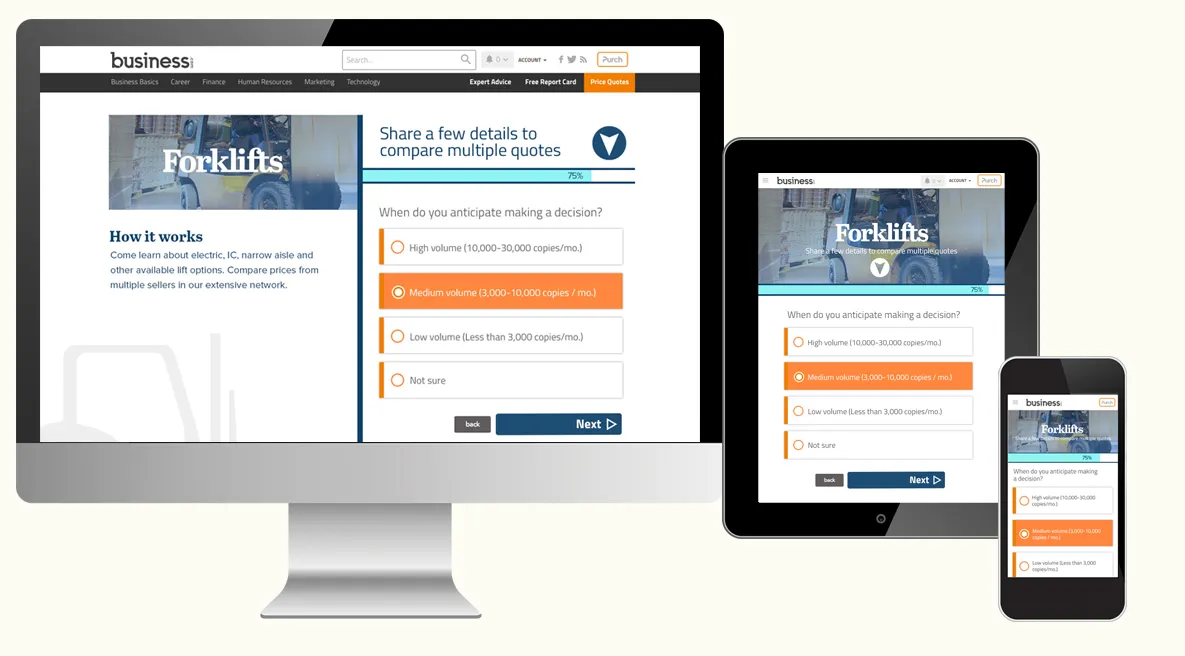 business
Search...
0
ACCOUNT
Purch
Business Basics Career Finance Human Resources Marketing Technology
Expert Advice Free Report Card Price Quotes
Forklifts
How it works
Come learn about electric, IC, narrow aisle and
other available lift options. Compare prices from
multiple sellers in our extensive network.
Share a few details to
compare multiple quotes
75%
When do you anticipate making a decision?
High volume (10,000-30,000 copies/mo.)
Medium volume (3,000-10,000 copies / mo.)
Low volume (Less than 3,000 copies/mo.)
Not sure
back
Next
business
0
ACCOUNT
Purch
Forklifts
Share a few details to compare multiple quotes
75%
When do you anticipate making a decision?
High volume (10,000-30,000 copies/mo.)
Medium volume (3,000-10,000 copies / mo.)
Low volume (Less than 3,000 copies/mo.)
Not sure
back
Next
business
Purch
Forklifts
Share a few details to compare multiple quotes
75%
When do you anticipate making
a decision?
High volume (10,000-30,000
copies/mo.)
Medium volume (3,000-10,000
copies / mo.)
Low volume (Less than 3,000
copies/mo.)